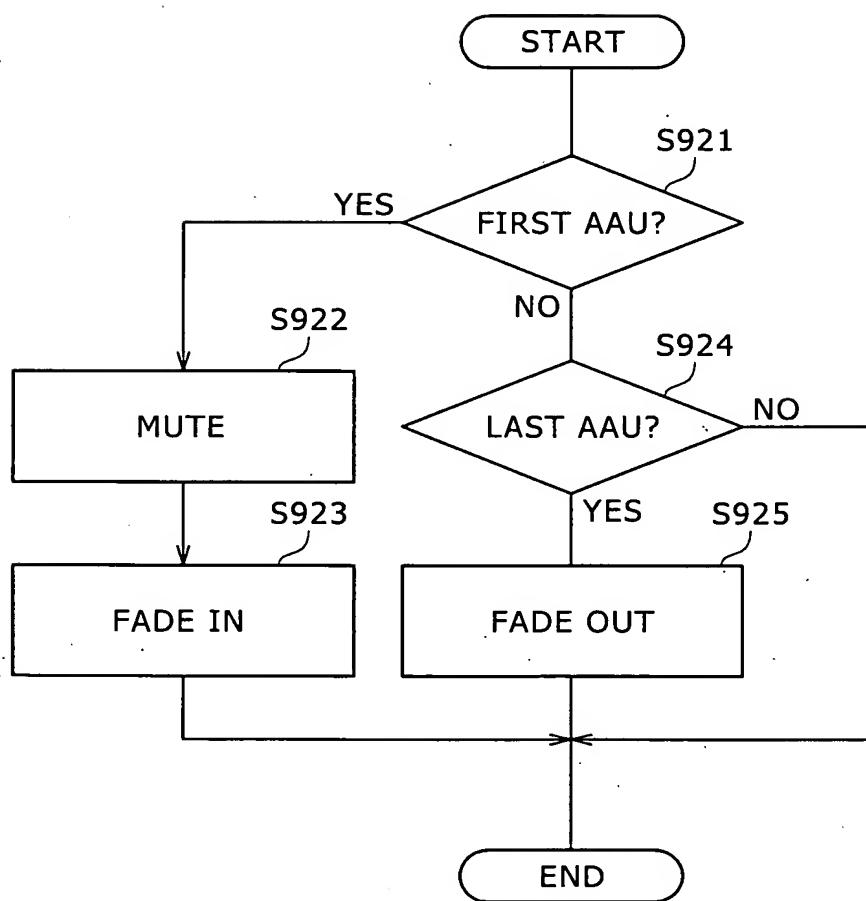 START
S921
YES
FIRST AAU?
NO
S922
S924
MUTE
LAST AAU?
NO
S923
YES
S925
FADE IN
FADE OUT
END